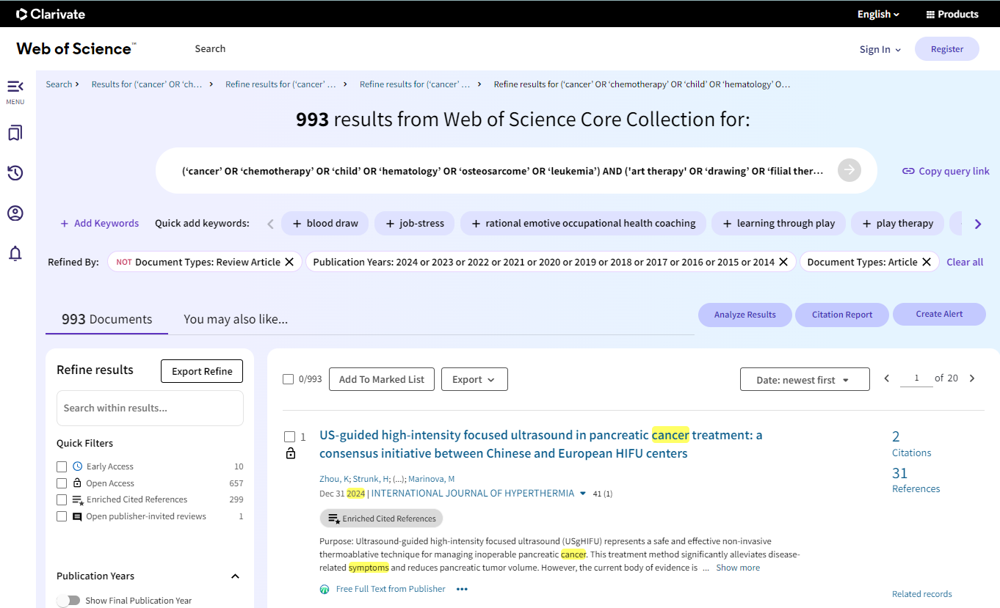 Clarivate
English
Products
Web of Science™
Search
Sign In
Register
MENU
Search > Results for (‘cancer’ OR ‘ch… > Refine results for (‘cancer’ … > Refine results for (‘cancer’ … > Refine results for (‘cancer’ OR ‘chemotherapy’ OR ‘child’ OR ‘hematology’ O…
993 results from Web of Science Core Collection for:
(‘cancer’ OR ‘chemotherapy’ OR ‘child’ OR ‘hematology’ OR ‘osteosarcome’ OR ‘leukemia’) AND ('art therapy' OR ‘drawing’ OR ‘filial ther…
Copy query link
+ Add Keywords
Quick add keywords:
+ blood draw
+ job-stress
+ rational emotive occupational health coaching
+ learning through play
+ play therapy
Refined By:
NOT Document Types: Review Article
Publication Years: 2024 or 2023 or 2022 or 2021 or 2020 or 2019 or 2018 or 2017 or 2016 or 2015 or 2014
Document Types: Article
Clear all
993 Documents
You may also like...
Analyze Results
Citation Report
Create Alert
Refine results
Export Refine
Search within results...
Quick Filters
Early Access 10
Open Access 657
Enriched Cited References 299
Open publisher-invited reviews 1
Publication Years
Show Final Publication Year
0/993
Add To Marked List
Export
Date: newest first
1 of 20
1
US-guided high-intensity focused ultrasound in pancreatic cancer treatment: a
consensus initiative between Chinese and European HIFU centers
Zhou, K; Strunk, H; (...); Marinova, M
Dec 31 2024 | INTERNATIONAL JOURNAL OF HYPERTHERMIA 41 (1)
Enriched Cited References
Purpose: Ultrasound-guided high-intensity focused ultrasound (USgHIFU) represents a safe and effective non-invasive
thermoablative technique for managing inoperable pancreatic cancer. This treatment method significantly alleviates disease-
related symptoms and reduces pancreatic tumor volume. However, the current body of evidence is ... Show more
Free Full Text from Publisher
2
Citations
31
References
Related records